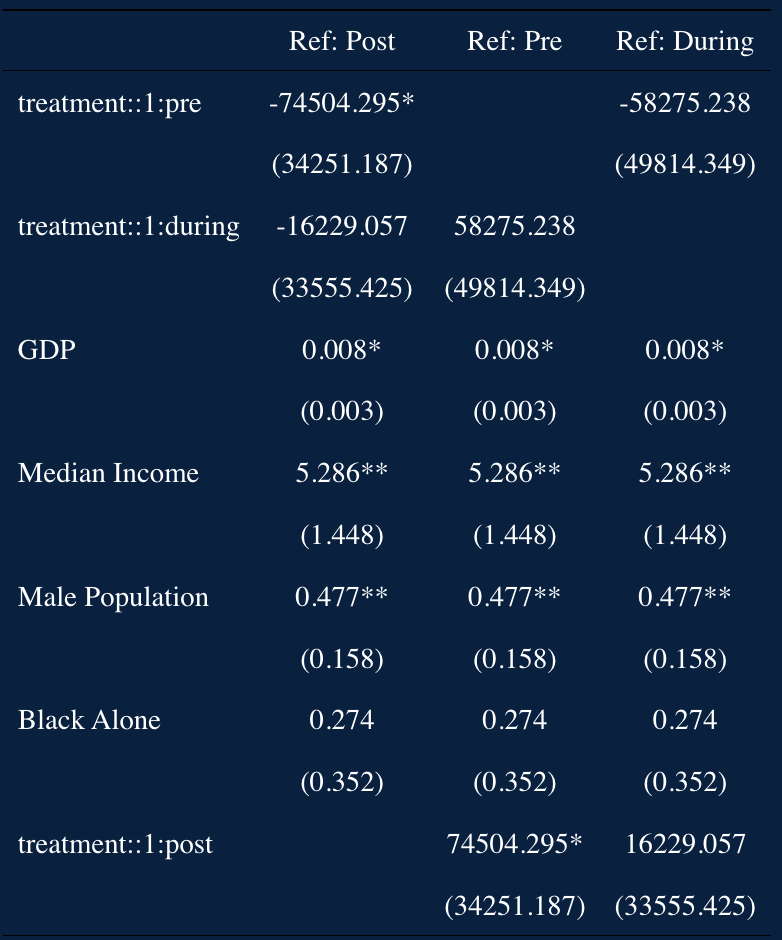 Ref: Post Ref: Pre Ref: During
treatment::1:pre -74504.295* -58275.238
(34251.187) (49814.349)
treatment::1:during -16229.057 58275.238
(33555.425) (49814.349)
GDP 0.008* 0.008* 0.008*
(0.003) (0.003) (0.003)
Median Income 5.286** 5.286** 5.286**
(1.448) (1.448) (1.448)
Male Population 0.477** 0.477** 0.477**
(0.158) (0.158) (0.158)
Black Alone 0.274 0.274 0.274
(0.352) (0.352) (0.352)
treatment::1:post 74504.295* 16229.057
(34251.187) (33555.425)